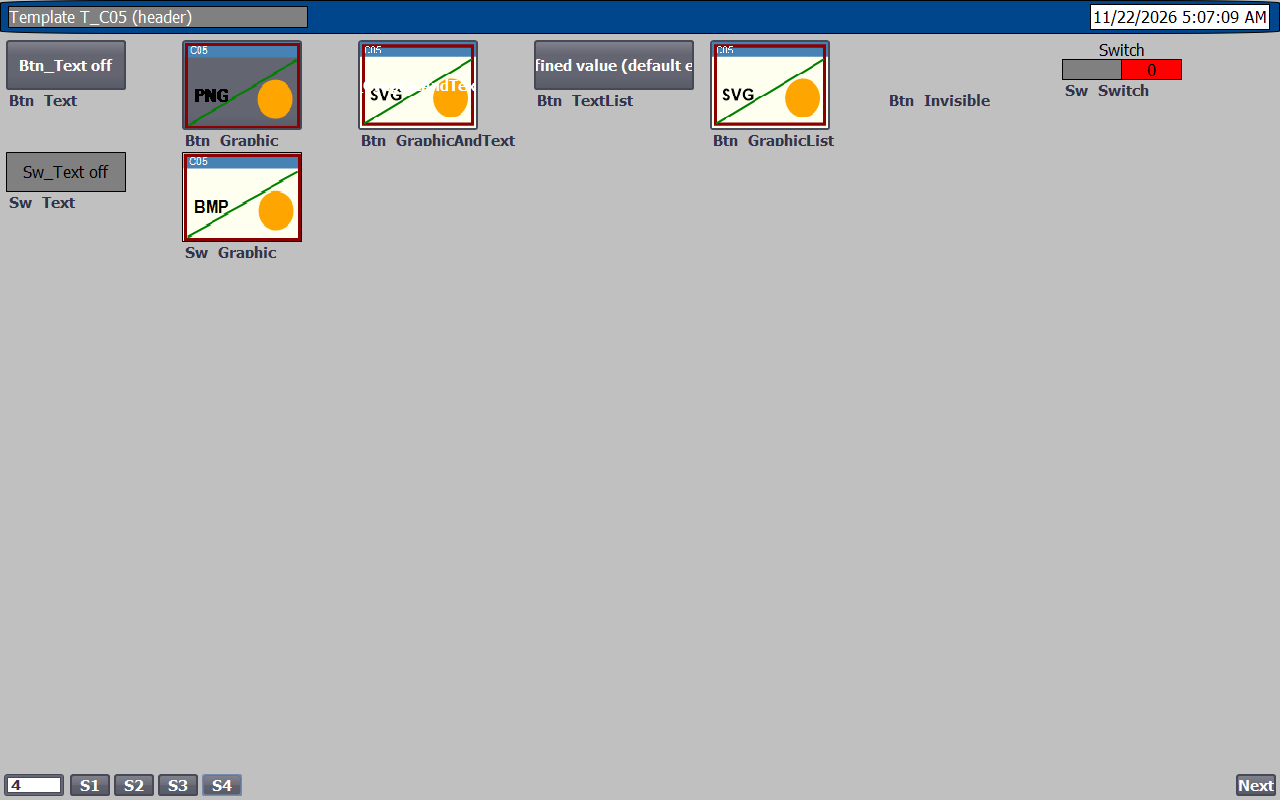 Template T_C05 (header)
11/22/2026 5:07:09 AM
Btn_Text off
C05
PNG
C05
SVG
fined value (default e
C05
SVG
Switch
0
Btn Text
Btn Graphic
Btn GraphicAndText
Btn TextList
Btn GraphicList
Btn Invisible
Sw Switch
Sw_Text off
C05
BMP
Sw Text
Sw Graphic
4
S1
S2
S3
S4
Next